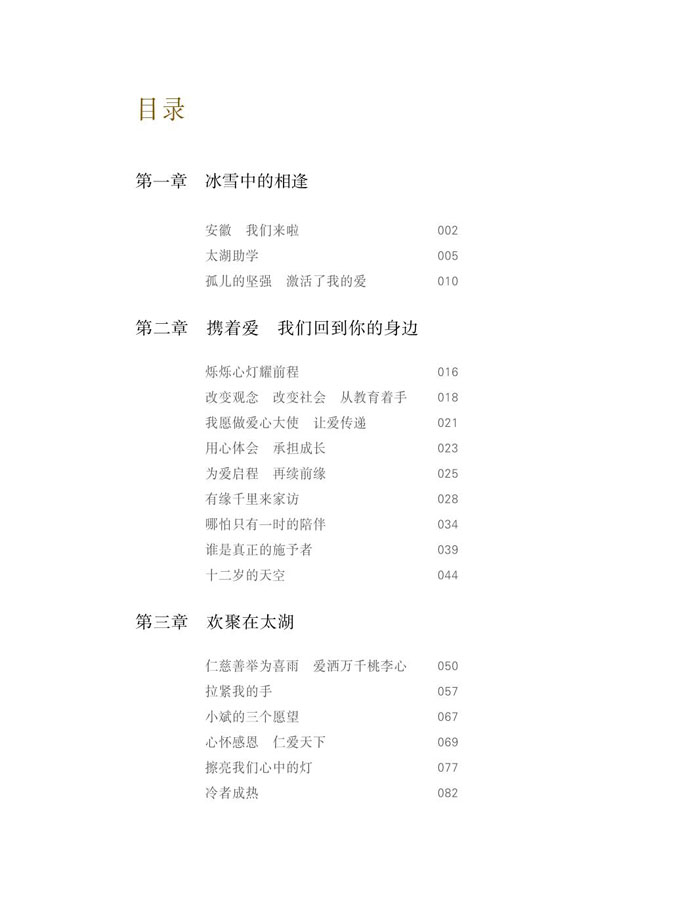 目录
第一章　冰雪中的相逢
安徽　我们来啦　002
太湖助学　005
孤儿的坚强　激活了我的爱　010
第二章　携着爱　我们回到你的身边
烁烁心灯耀前程　016
改变观念　改变社会　从教育着手　018
我愿做爱心大使　让爱传递　021
用心体会　承担成长　023
为爱启程　再续前缘　025
有缘千里来家访　028
哪怕只有一时的陪伴　034
谁是真正的施予者　039
十二岁的天空　044
第三章　欢聚在太湖
仁慈善举为喜雨　爱洒万千桃李心　050
拉紧我的手　057
小斌的三个愿望　067
心怀感恩　仁爱天下　069
擦亮我们心中的灯　077
冷者成热　082